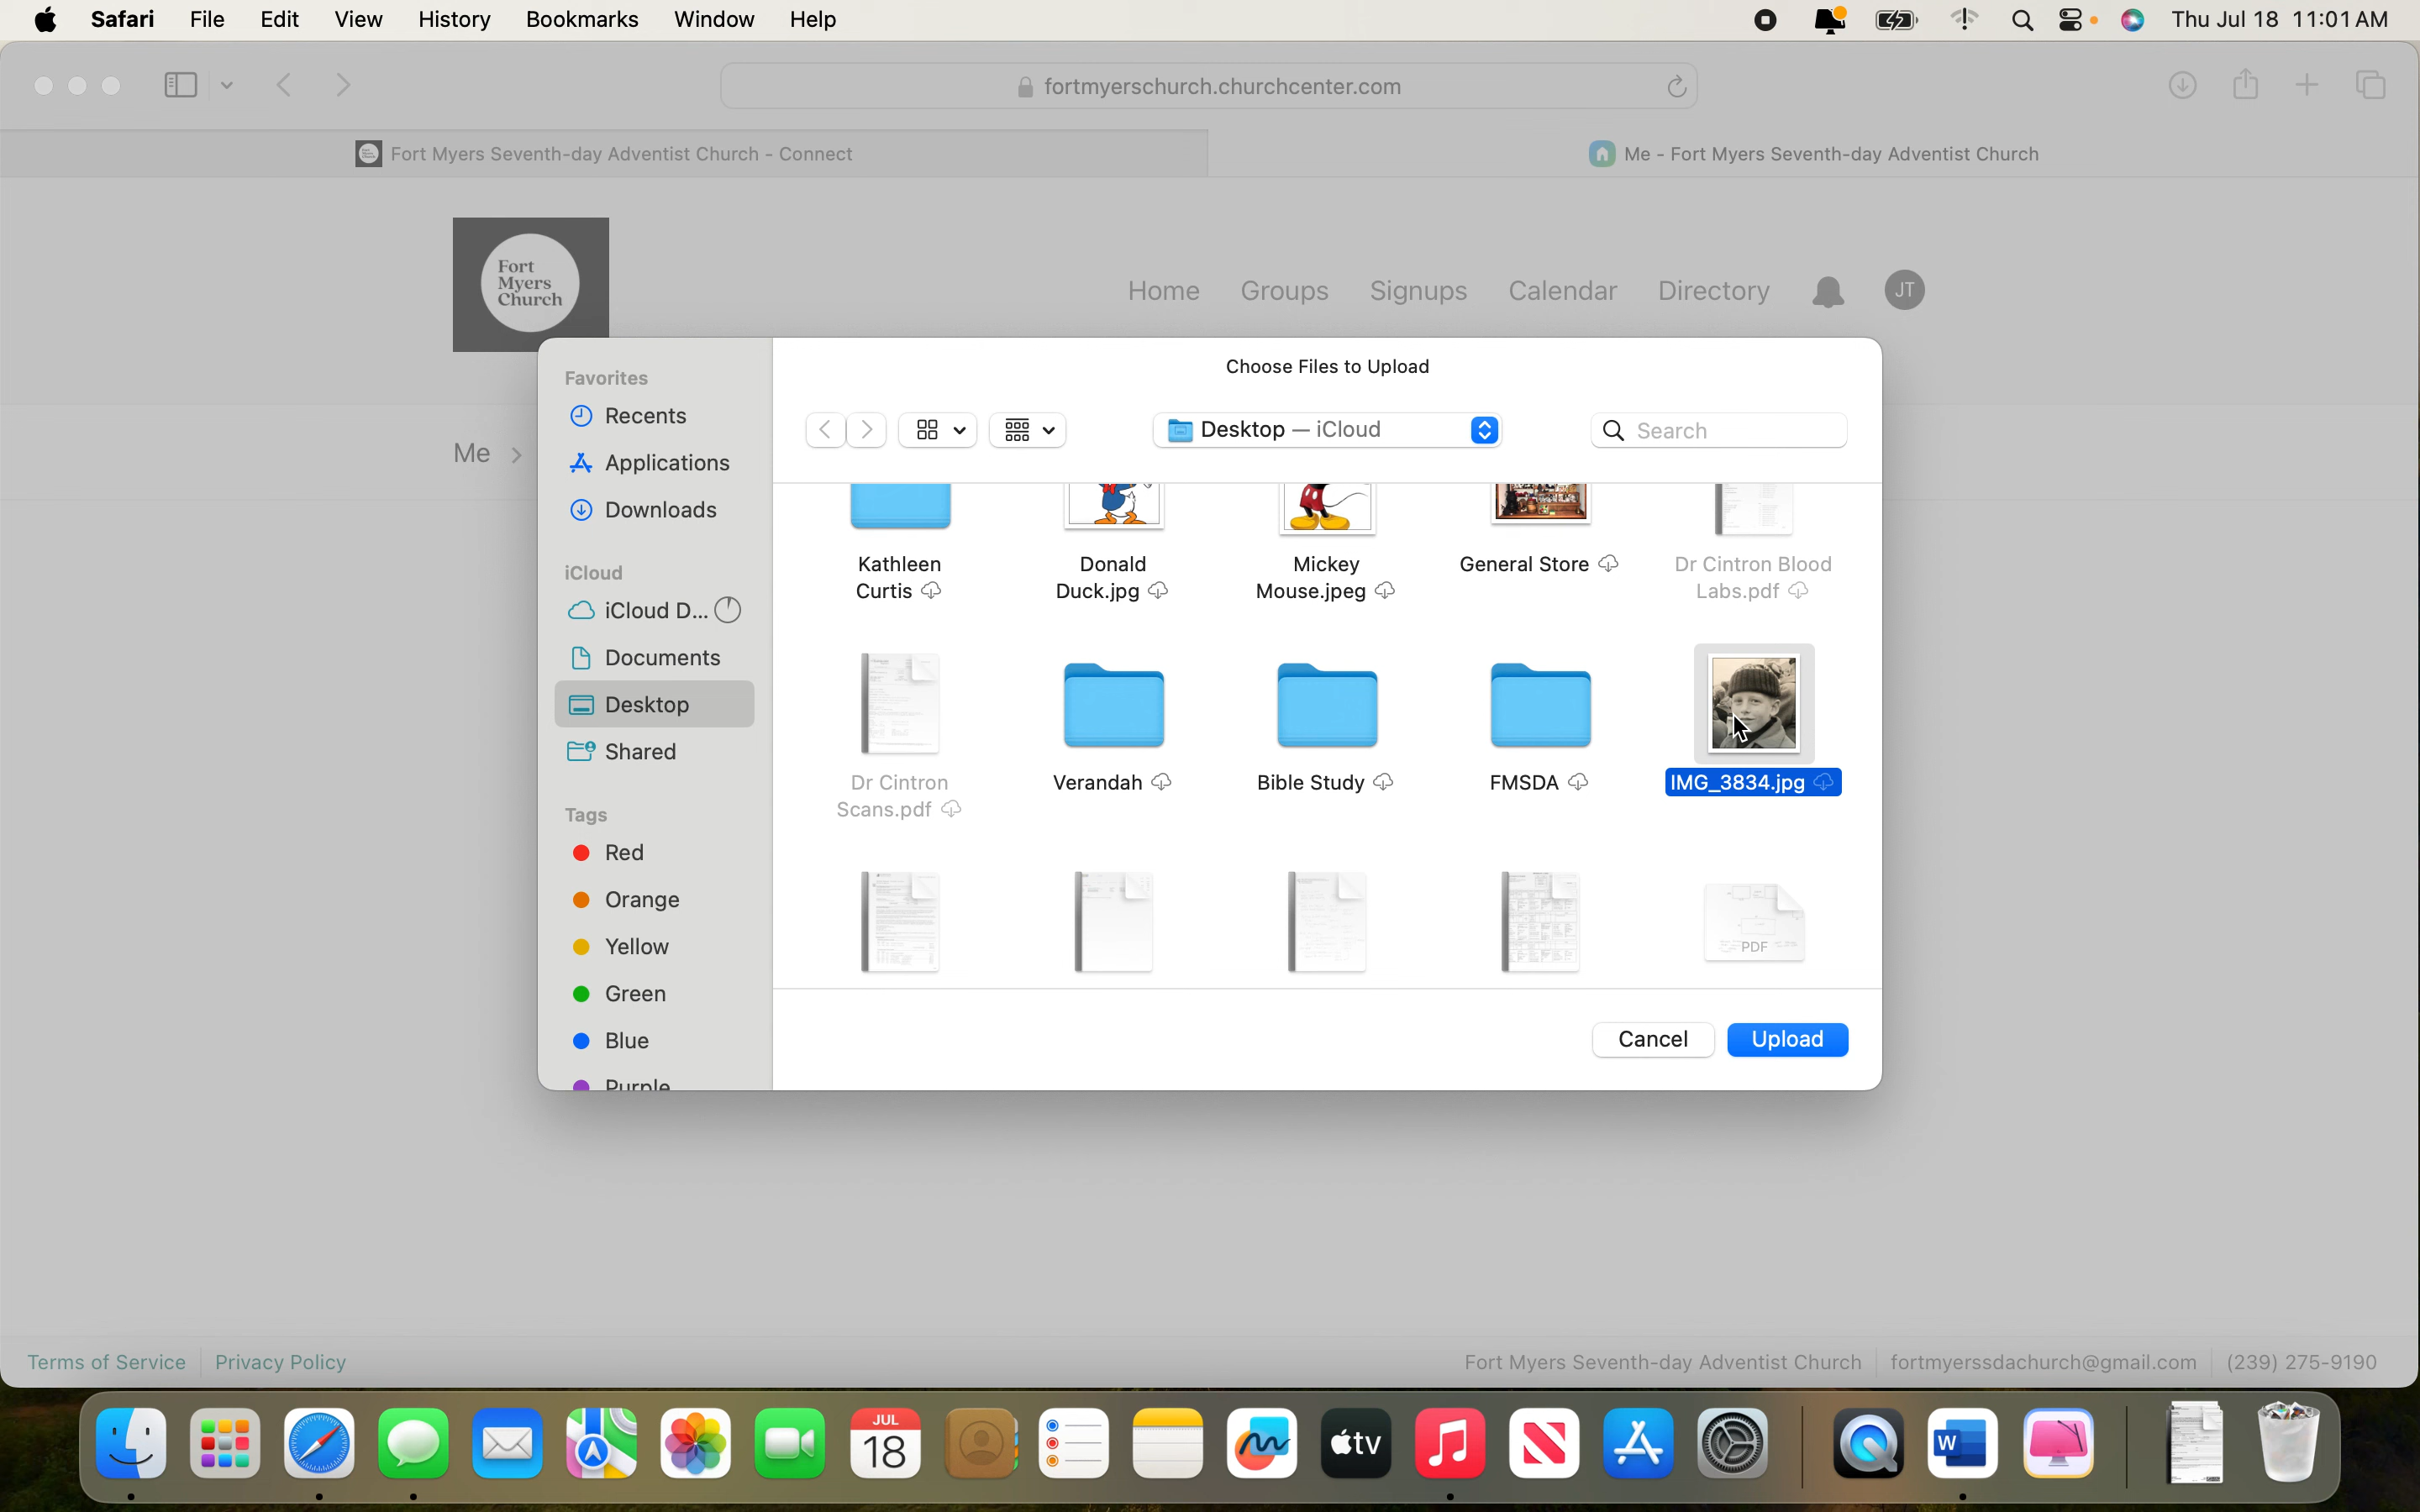 Safari File Edit View History Bookmarks Window Help Thu Jul 18 11:01 AM
fortmyerschurch.churchcenter.com
Fort Myers Seventh-day Adventist Church - Connect
Me - Fort Myers Seventh-day Adventist Church
Fort
Myers
Church
Home Groups Signups Calendar Directory JT
Me >
Choose Files to Upload
Favorites
Recents
Applications
Downloads
iCloud
iCloud D...
Documents
Desktop
Shared
Tags
Red
Orange
Yellow
Green
Blue
Purple
Desktop — iCloud
Search
Kathleen
Curtis
Donald
Duck.jpg
Mickey
Mouse.jpeg
General Store
Dr Cintron Blood
Labs.pdf
Dr Cintron
Scans.pdf
Verandah
Bible Study
FMSDA
IMG_3834.jpg
PDF
Cancel Upload
Terms of Service Privacy Policy
Fort Myers Seventh-day Adventist Church fortmyerssdachurch@gmail.com (239) 275-9190
JUL
18
tv
W